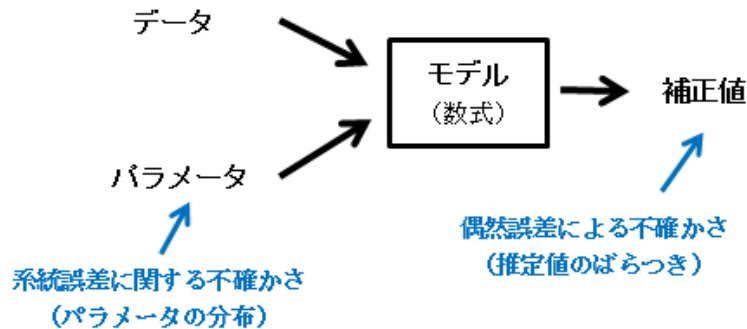 データ
モデル
（数式）
補正値
パラメータ
偶然誤差による不確かさ
（推定値のばらつき）
系統誤差に関する不確かさ
（パラメータの分布）